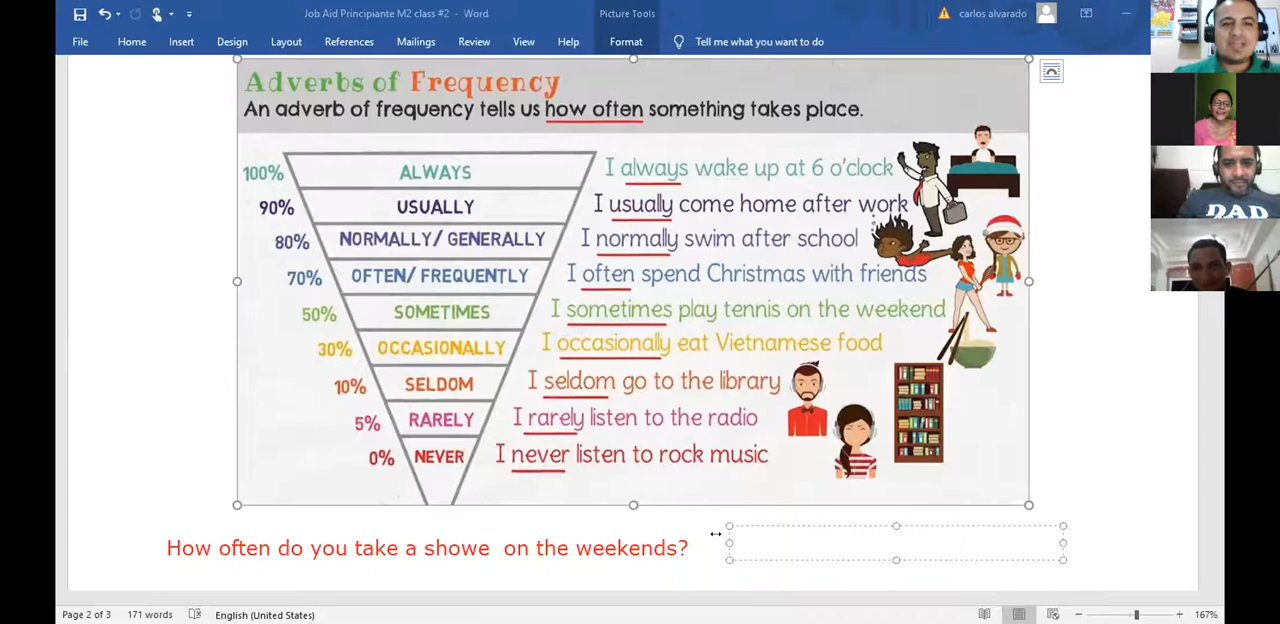 Job Aid Principiante M2 class #2 - Word
Picture Tools
carlos alvarado
File Home Insert Design Layout References Mailings Review View Help Format Tell me what you want to do
Adverbs of Frequency
An adverb of frequency tells us how often something takes place.
100% ALWAYS I always wake up at 6 o'clock
90% USUALLY I usually come home after work
80% NORMALLY/ GENERALLY I normally swim after school
70% OFTEN/ FREQUENTLY I often spend Christmas with friends
50% SOMETIMES I sometimes play tennis on the weekend
30% OCCASIONALLY I occasionally eat Vietnamese food
10% SELDOM I seldom go to the library
5% RARELY I rarely listen to the radio
0% NEVER I never listen to rock music
How often do you take a showe on the weekends?
Page 2 of 3 171 words English (United States) 167%
DAD